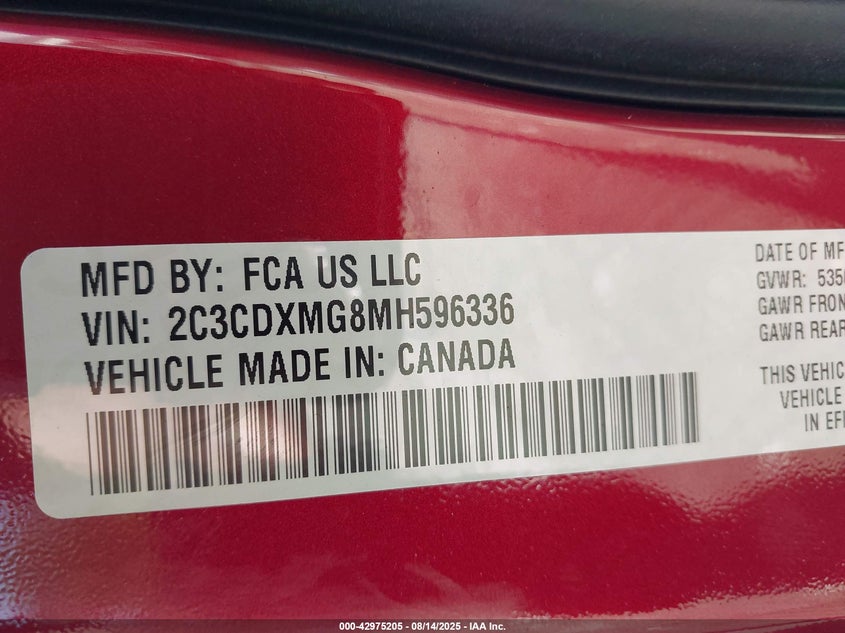 MFD BY: FCA US LLC
VIN: 2C3CDXMG8MH596336
VEHICLE MADE IN: CANADA
DATE OF MF
GVWR: 535
GAWR FRON
GAWR REAR
THIS VEHIC
VEHICLE
IN EF
000-42975205 - 08/14/2025 - IAA Inc.